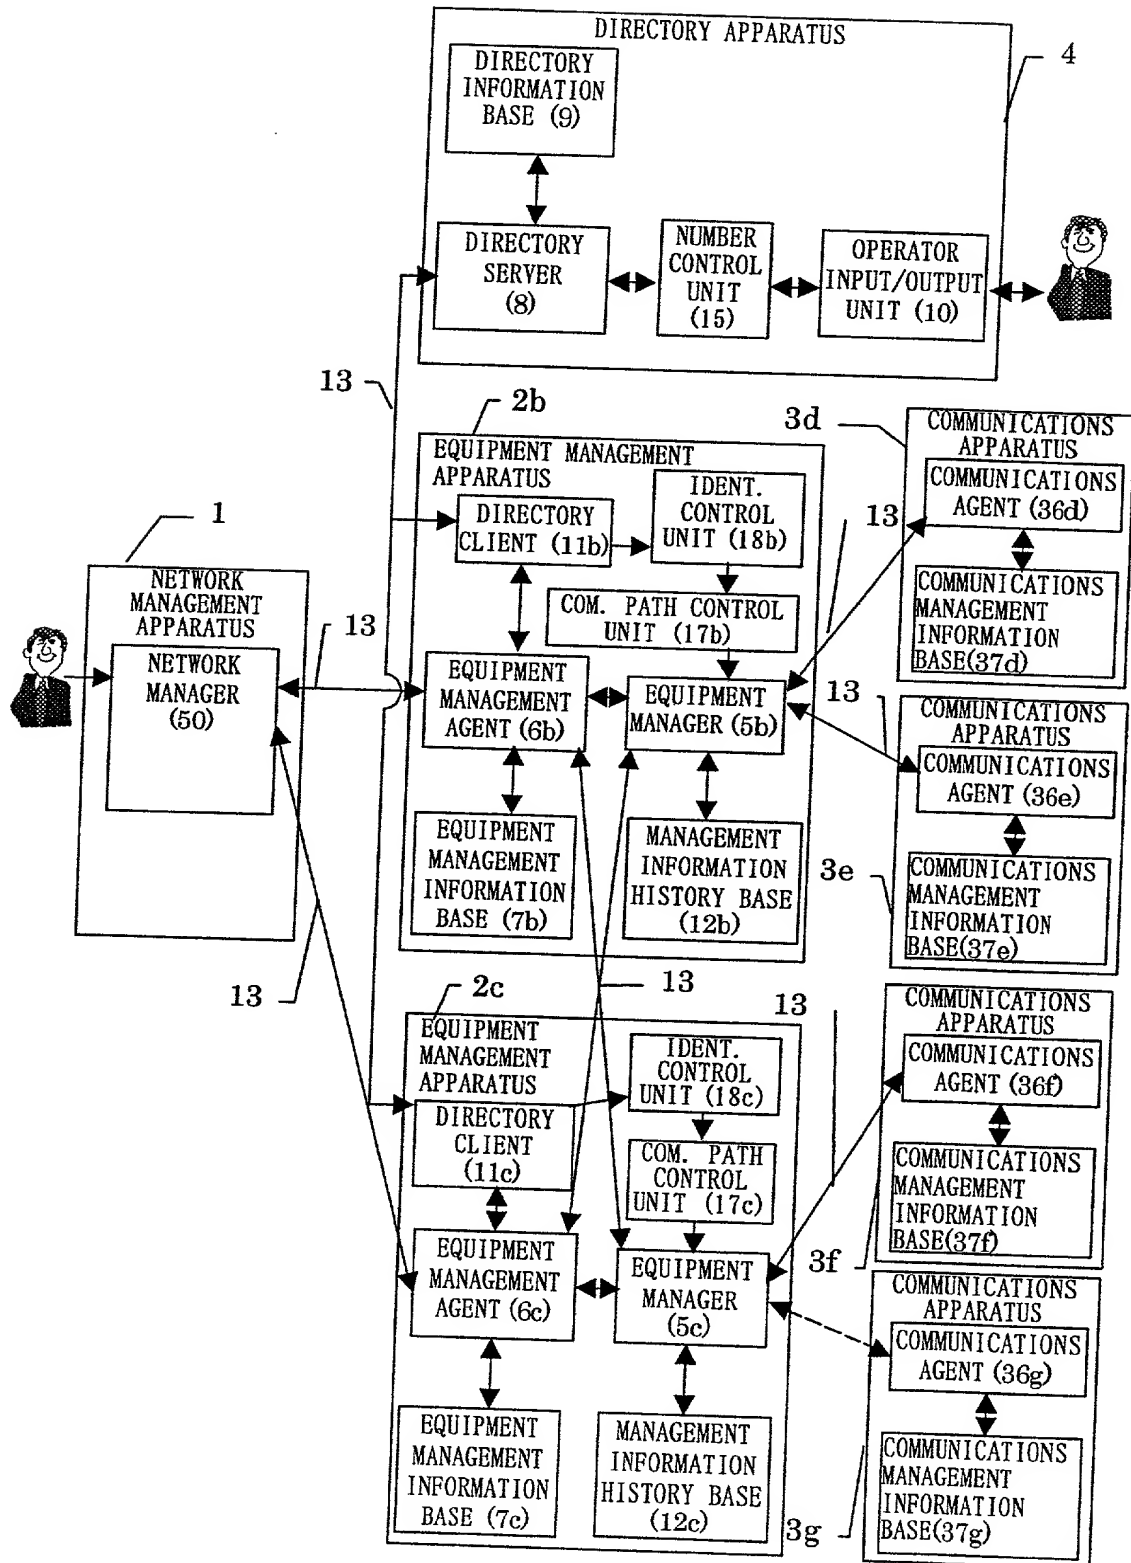 DIRECTORY APPARATUS
4
DIRECTORY
INFORMATION
BASE (9)
DIRECTORY
SERVER
(8)
NUMBER
CONTROL
UNIT
(15)
OPERATOR
INPUT/OUTPUT
UNIT (10)
13
2b
EQUIPMENT MANAGEMENT
APPARATUS
DIRECTORY
CLIENT (11b)
IDENT.
CONTROL
UNIT (18b)
COM. PATH CONTROL
UNIT (17b)
EQUIPMENT
MANAGEMENT
AGENT (6b)
EQUIPMENT
MANAGER (5b)
EQUIPMENT
MANAGEMENT
INFORMATION
BASE (7b)
MANAGEMENT
INFORMATION
HISTORY BASE
(12b)
1
NETWORK
MANAGEMENT
APPARATUS
NETWORK
MANAGER
(50)
13
13
13
3d
COMMUNICATIONS
APPARATUS
COMMUNICATIONS
AGENT (36d)
COMMUNICATIONS
MANAGEMENT
INFORMATION
BASE(37d)
13
13
3e
COMMUNICATIONS
APPARATUS
COMMUNICATIONS
AGENT (36e)
COMMUNICATIONS
MANAGEMENT
INFORMATION
BASE(37e)
2c
EQUIPMENT
MANAGEMENT
APPARATUS
DIRECTORY
CLIENT
(11c)
IDENT.
CONTROL
UNIT (18c)
COM. PATH
CONTROL
UNIT (17c)
EQUIPMENT
MANAGEMENT
AGENT (6c)
EQUIPMENT
MANAGER
(5c)
EQUIPMENT
MANAGEMENT
INFORMATION
BASE (7c)
MANAGEMENT
INFORMATION
HISTORY BASE
(12c)
13
3f
COMMUNICATIONS
APPARATUS
COMMUNICATIONS
AGENT (36f)
COMMUNICATIONS
MANAGEMENT
INFORMATION
BASE(37f)
3g
COMMUNICATIONS
APPARATUS
COMMUNICATIONS
AGENT (36g)
COMMUNICATIONS
MANAGEMENT
INFORMATION
BASE(37g)